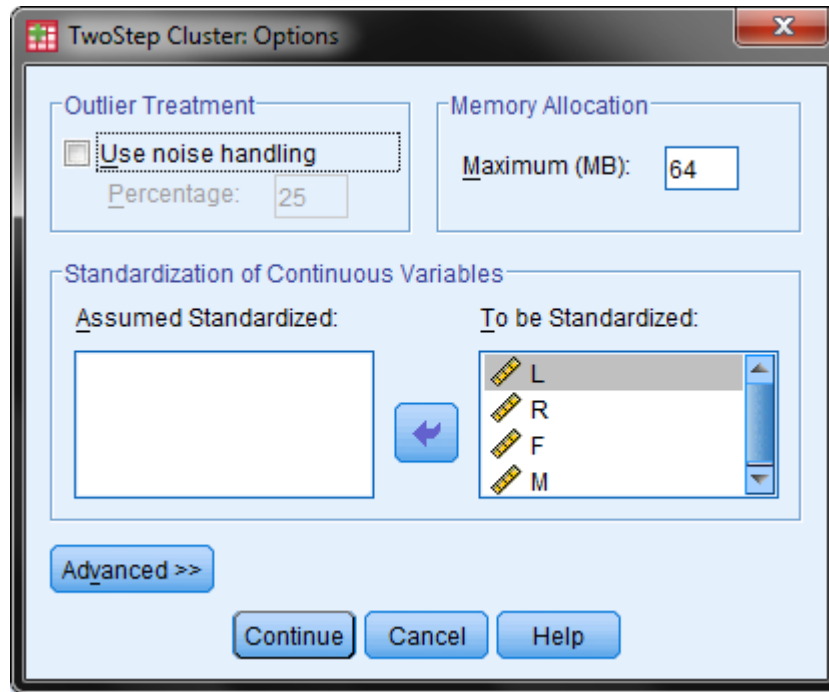 TwoStep Cluster: Options
Outlier Treatment
Use noise handling
Percentage: 25
Memory Allocation
Maximum (MB): 64
Standardization of Continuous Variables
Assumed Standardized:
To be Standardized:
L
R
F
M
Advanced >>
Continue Cancel Help